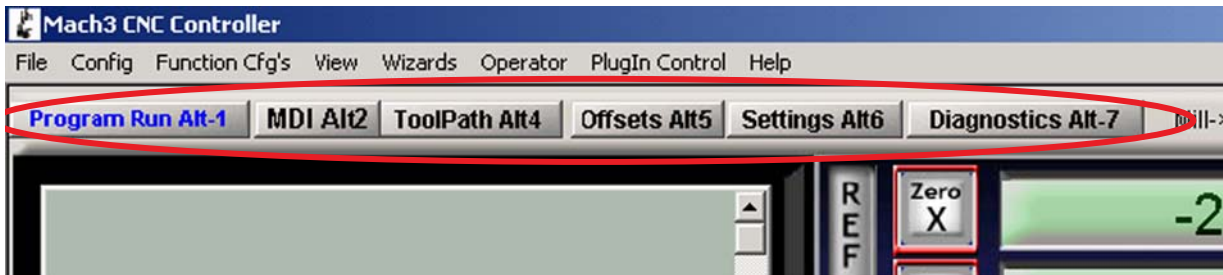 Mach3 CNC Controller
File Config Function Cfg's View Wizards Operator PlugIn Control Help
Program Run Alt-1 MDI Alt2 ToolPath Alt4 Offsets Alt5 Settings Alt6 Diagnostics Alt-7
REF
Zero
X
-2